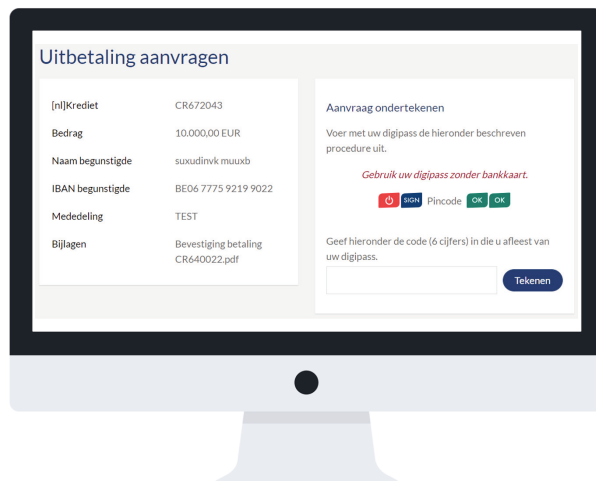 Uitbetaling aanvragen
[nl]Krediet CR672043
Bedrag 10.000,00 EUR
Naam begunstigde suxudinvk muuxb
IBAN begunstigde BE06 7775 9219 9022
Mededeling TEST
Bijlagen Bevestiging betaling
CR640022.pdf
Aanvraag ondertekenen
Voer met uw digipass de hieronder beschreven
procedure uit.
Gebruik uw digipass zonder bankkaart.
SIGN Pincode OK OK
Geef hieronder de code (6 cijfers) in die u afleest van
uw digipass.
Tekenen